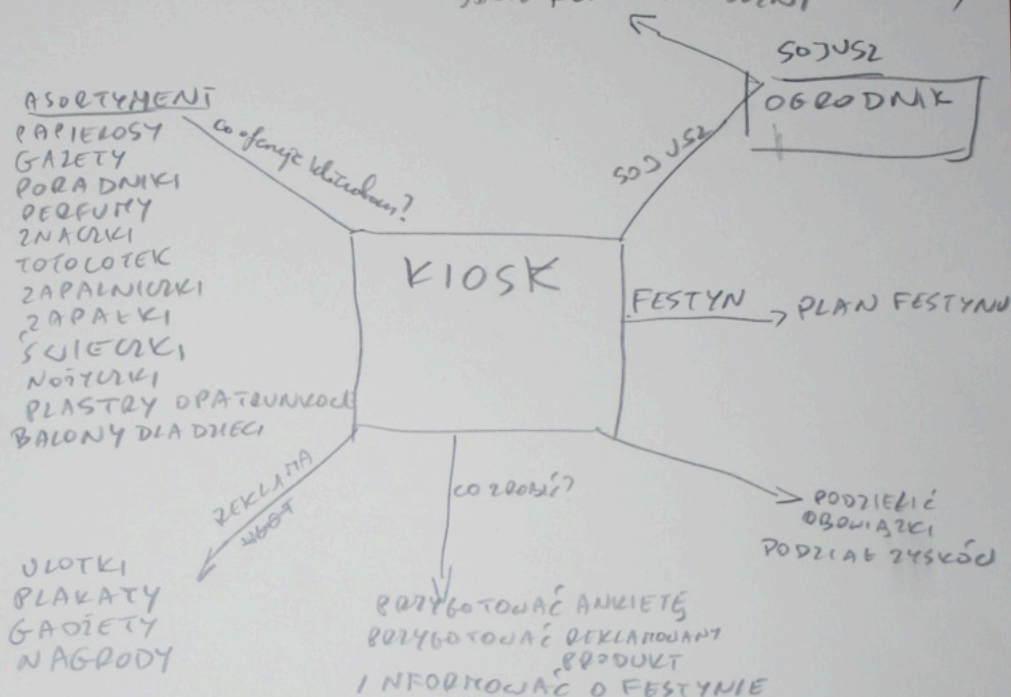 SOJUSZ
OGRODNIK
SOJUSZ
ASORTYMENT
PAPIEROSY
GAZETY
PORADNIKI
PERFUMY
ZNACZKI
TOTOLOTEK
ZAPALNICZKI
ZAPAŁKI
ŚWIECZKI
NOŻYCZKI
PLASTRY OPATRUNKOW
BALONY DLA DZIECI
co oferuje klientom?
KIOSK
FESTYN
PLAN FESTYNU
REKLAMA
ULOTKI
PLAKATY
GADŻETY
NAGRODY
CO ZROBIĆ?
PRZYGOTOWAĆ ANKIETĘ
PRZYGOTOWAĆ REKLAMOWANY
PRODUKT
INFORMOWAĆ O FESTYNIE
PODZIELIĆ
OBOWIĄZKI
PODZIAŁ ZYSKÓW